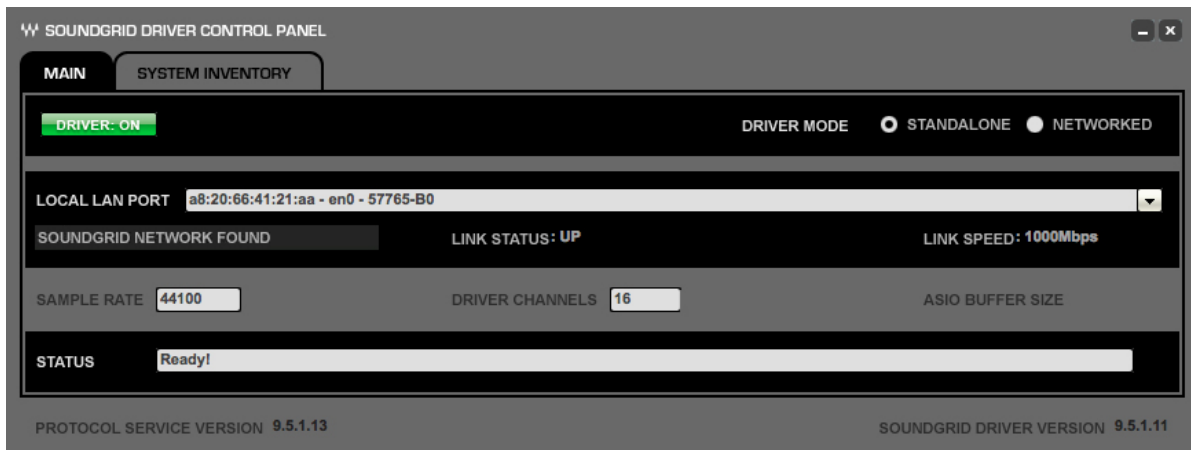 SOUNDGRID DRIVER CONTROL PANEL
MAIN SYSTEM INVENTORY
DRIVER: ON DRIVER MODE STANDALONE NETWORKED
LOCAL LAN PORT a8:20:66:41:21:aa - en0 - 57765-B0
SOUNDGRID NETWORK FOUND LINK STATUS: UP LINK SPEED: 1000Mbps
SAMPLE RATE 44100 DRIVER CHANNELS 16 ASIO BUFFER SIZE
STATUS Ready!
PROTOCOL SERVICE VERSION 9.5.1.13 SOUNDGRID DRIVER VERSION 9.5.1.11